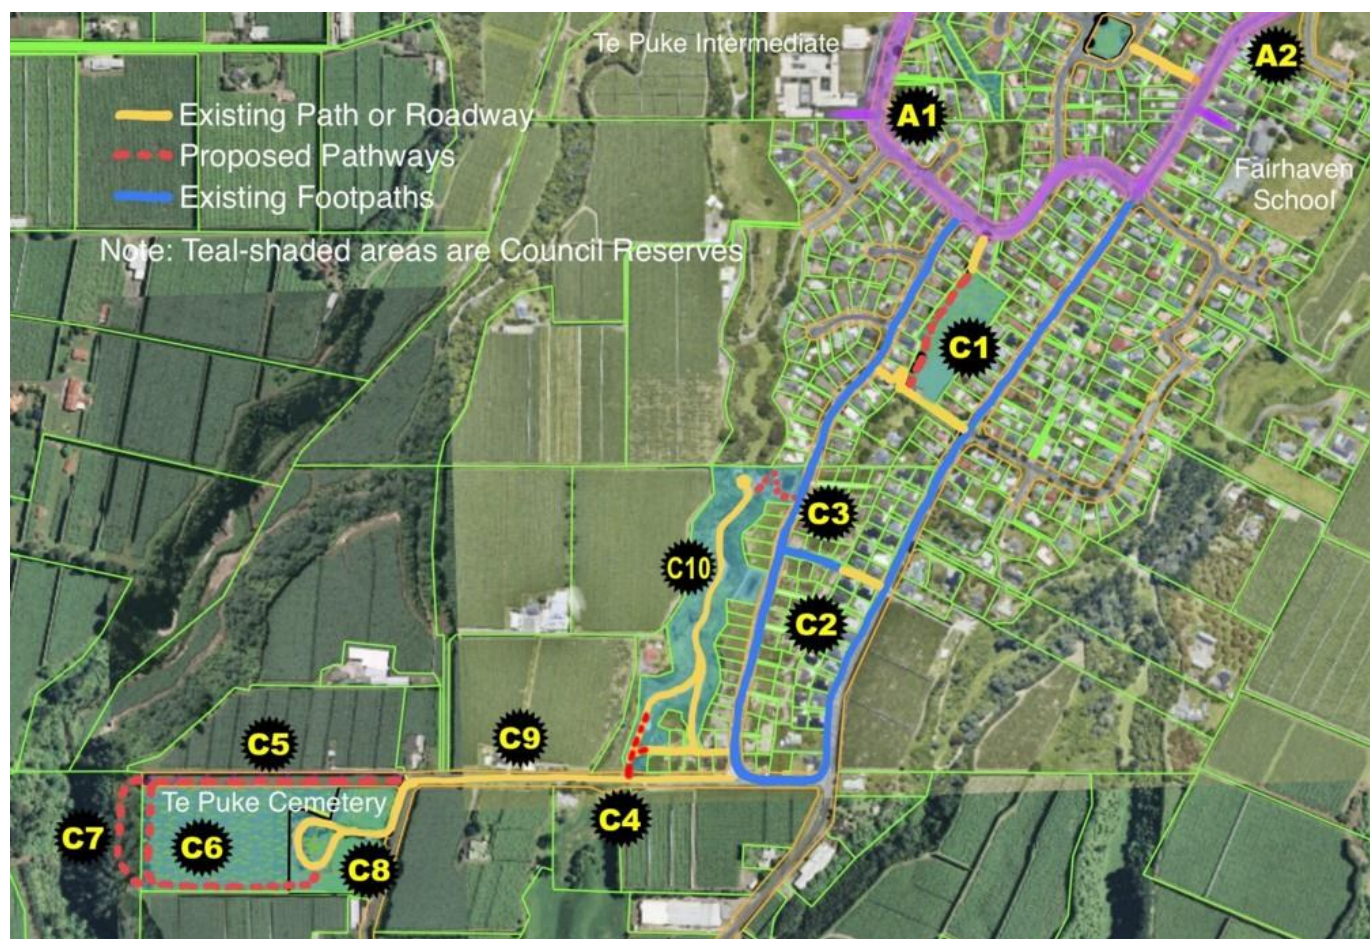 Te Puke Intermediate
A2
A1
Existing Path or Roadway
Proposed Pathways
Existing Footpaths
Fairhaven
School
Note: Teal-shaded areas are Council Reserves
C1
C3
C10
C2
C5
C9
Te Puke Cemetery
C4
C7
C6
C8